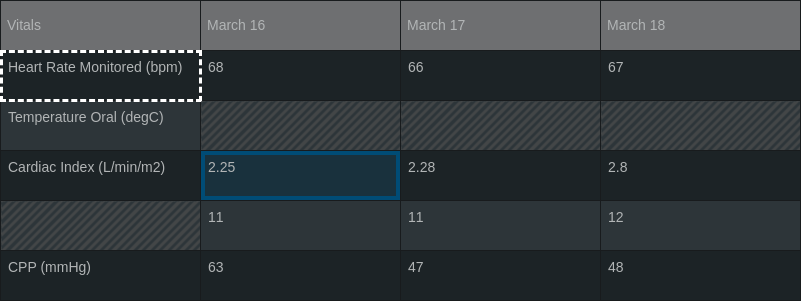 Vitals March 16 March 17 March 18
Heart Rate Monitored (bpm) 68 66 67
Temperature Oral (degC)
Cardiac Index (L/min/m2) 2.25 2.28 2.8
11 11 12
CPP (mmHg) 63 47 48